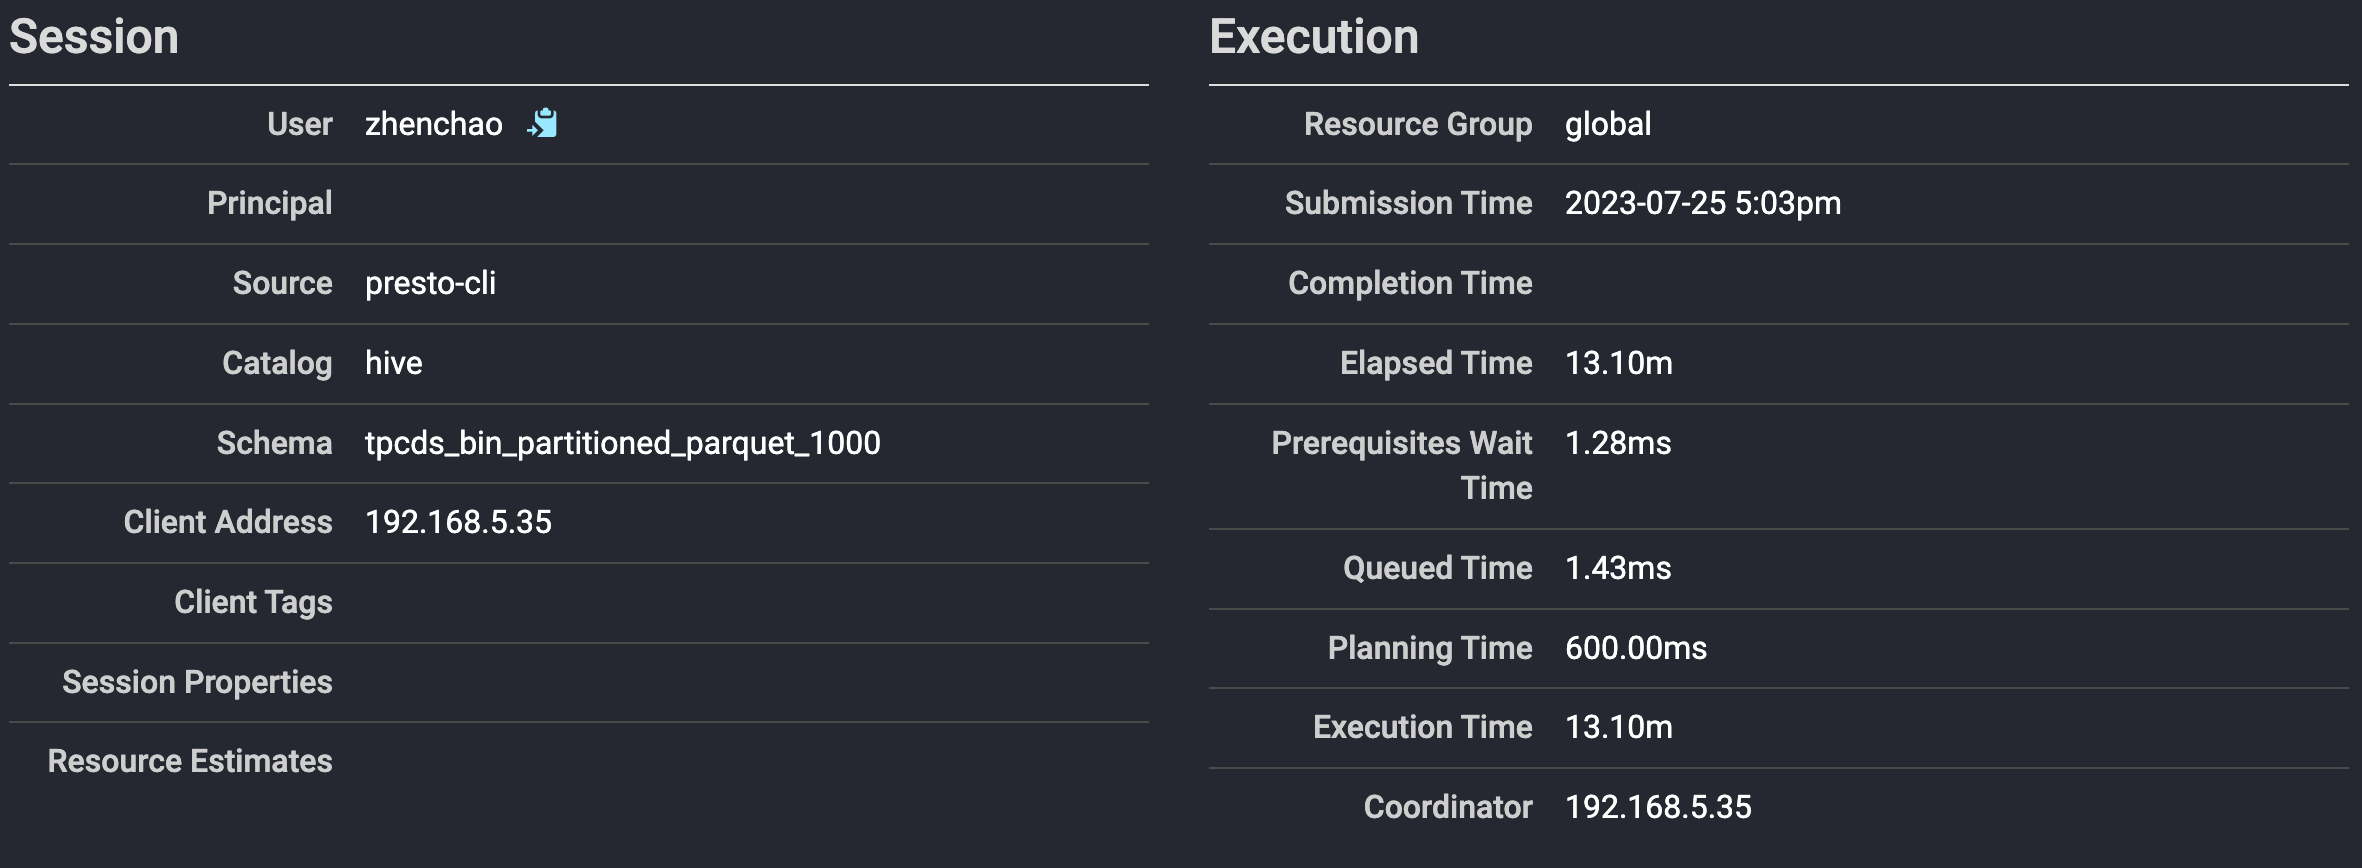 Session
User zhenchao
Principal
Source presto-cli
Catalog hive
Schema tpcds_bin_partitioned_parquet_1000
Client Address 192.168.5.35
Client Tags
Session Properties
Resource Estimates
Execution
Resource Group global
Submission Time 2023-07-25 5:03pm
Completion Time
Elapsed Time 13.10m
Prerequisites Wait 1.28ms
Time
Queued Time 1.43ms
Planning Time 600.00ms
Execution Time 13.10m
Coordinator 192.168.5.35